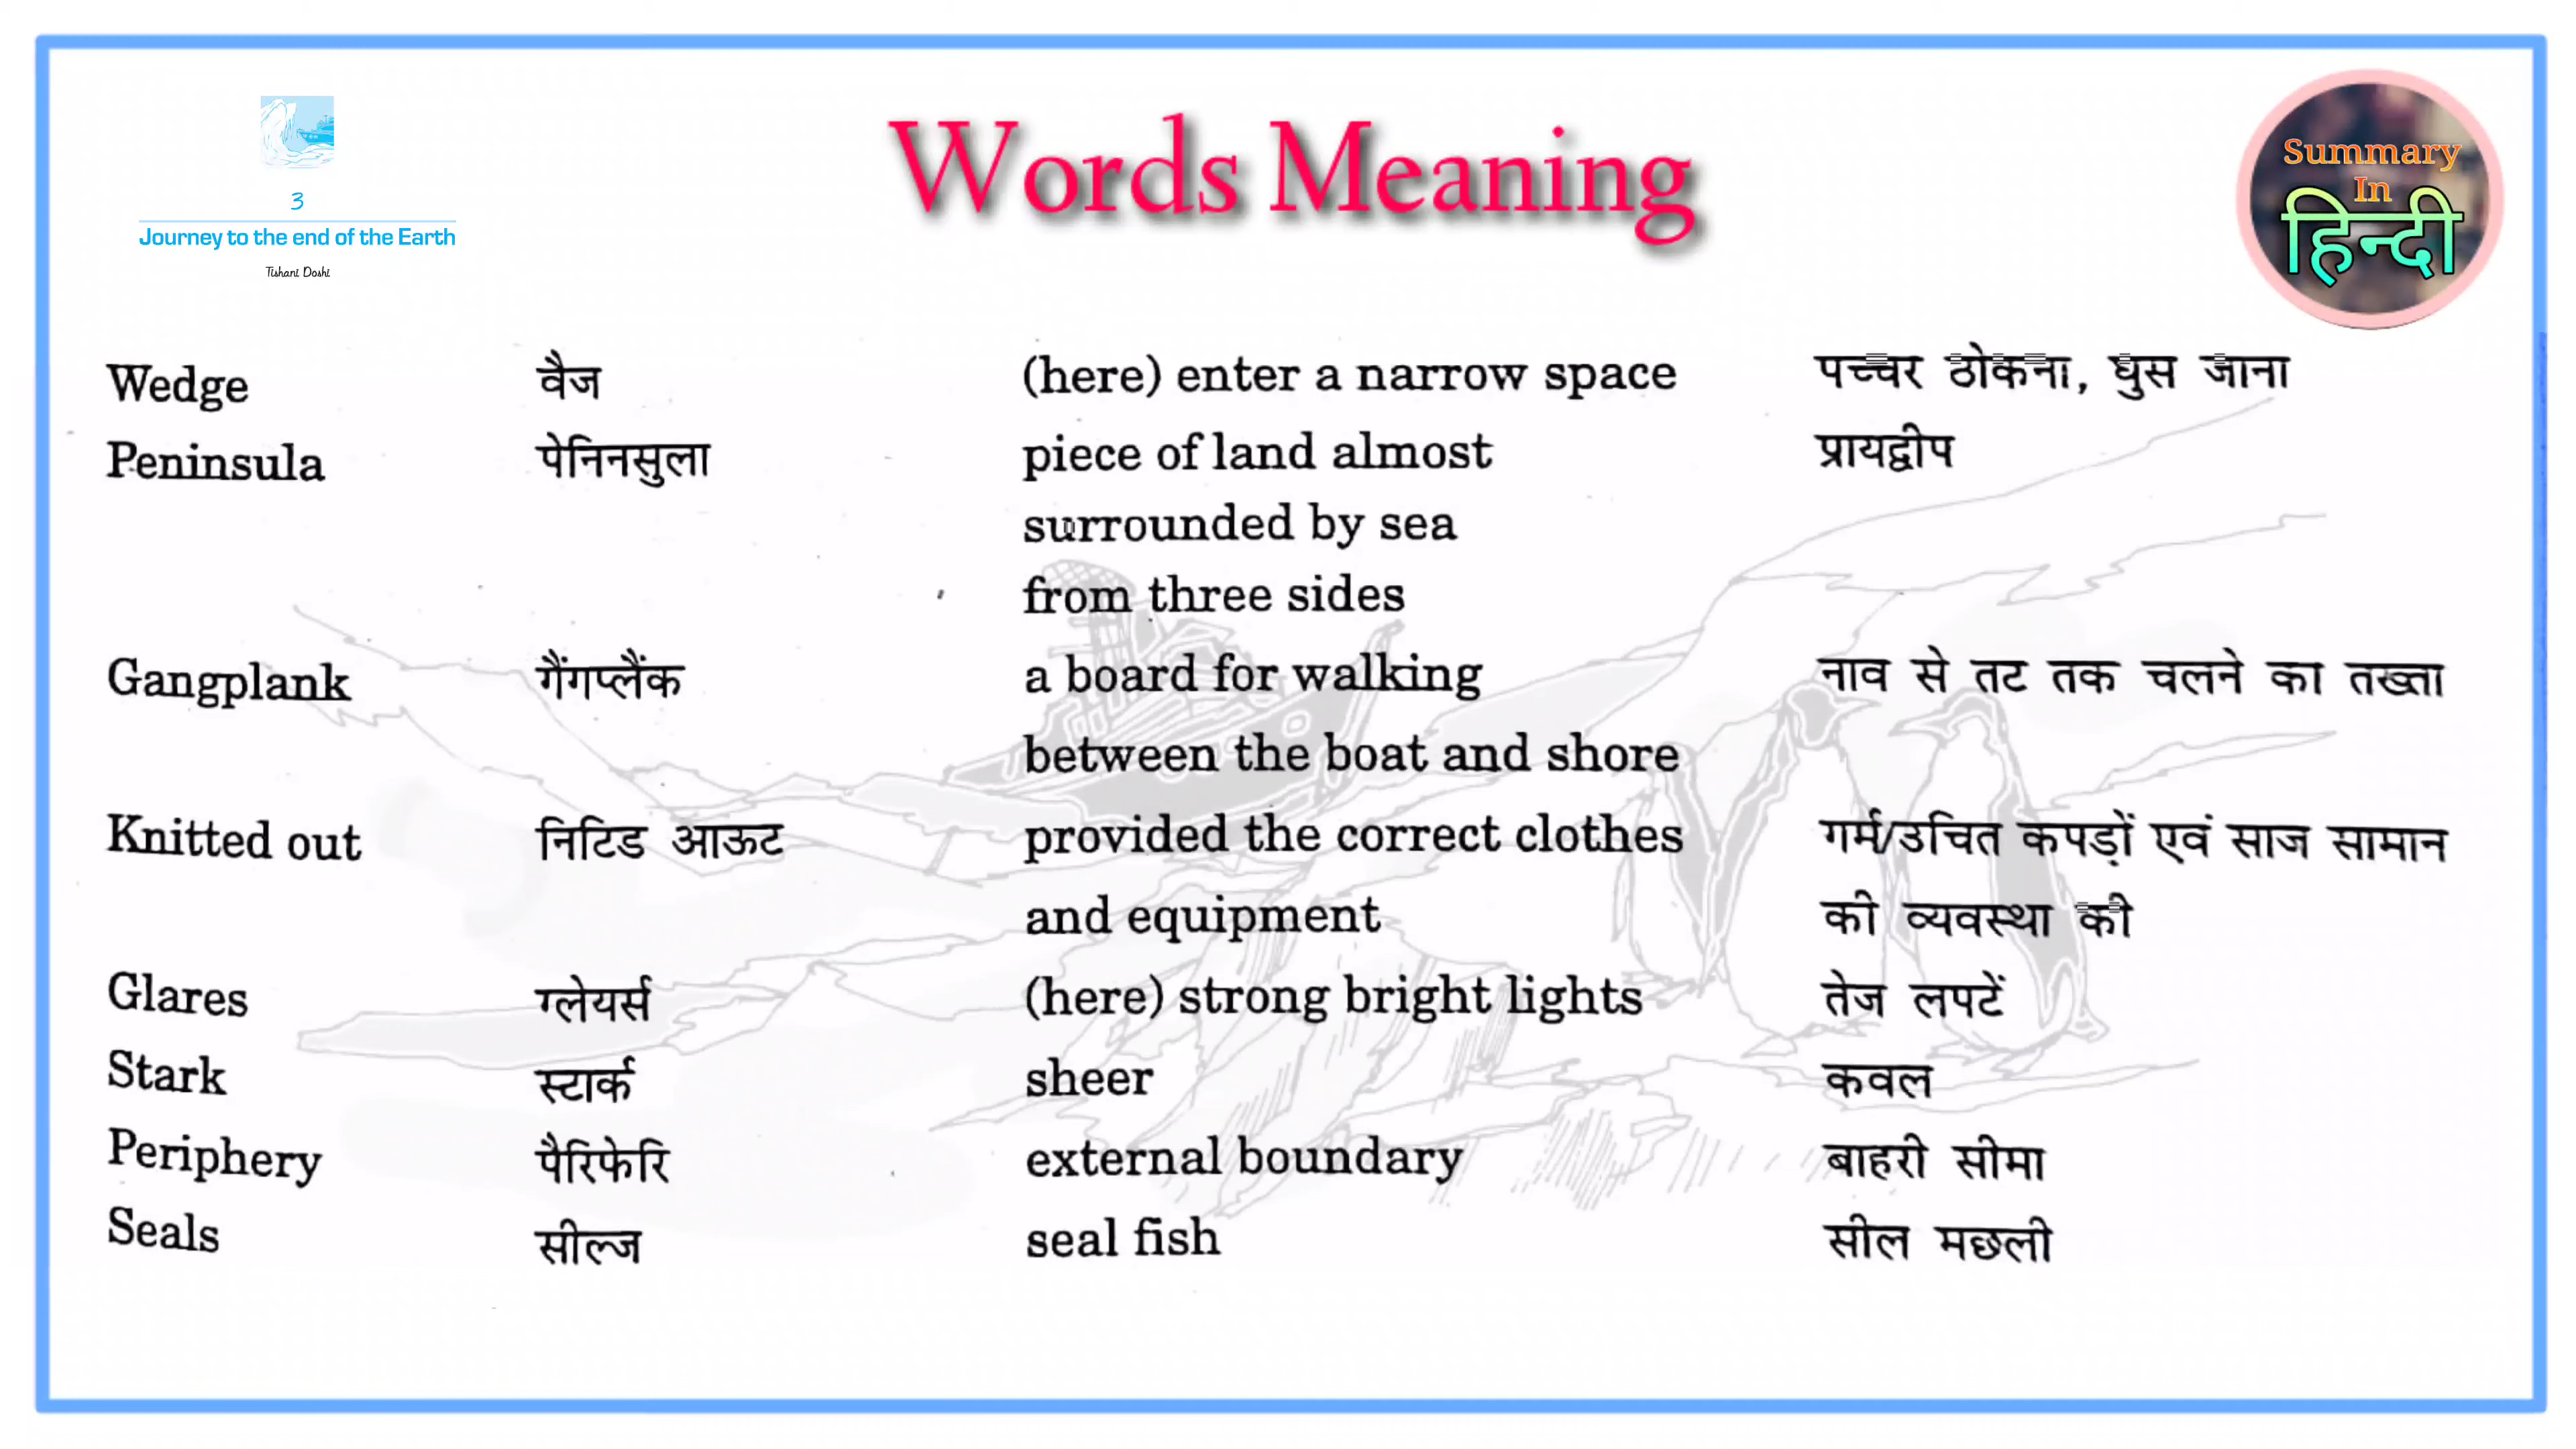 3
Journey to the end of the Earth
Tishani Doshi
Words Meaning
Summary
In
हिन्दी
Wedge वैज (here) enter a narrow space पच्चर ठोकना, घुस जाना
Peninsula पेनिनसुला piece of land almost प्रायद्वीप
surrounded by sea
from three sides
Gangplank गैंगप्लैंक a board for walking नाव से तट तक चलने का तख्ता
between the boat and shore
Knitted out निटिड आऊट provided the correct clothes गर्म/उचित कपड़ों एवं साज सामान
and equipment की व्यवस्था की
Glares ग्लेयर्स (here) strong bright lights तेज लपटें
Stark स्टार्क sheer कवल
Periphery पैरिफेरि external boundary बाहरी सीमा
Seals सील्ज seal fish सील मछली